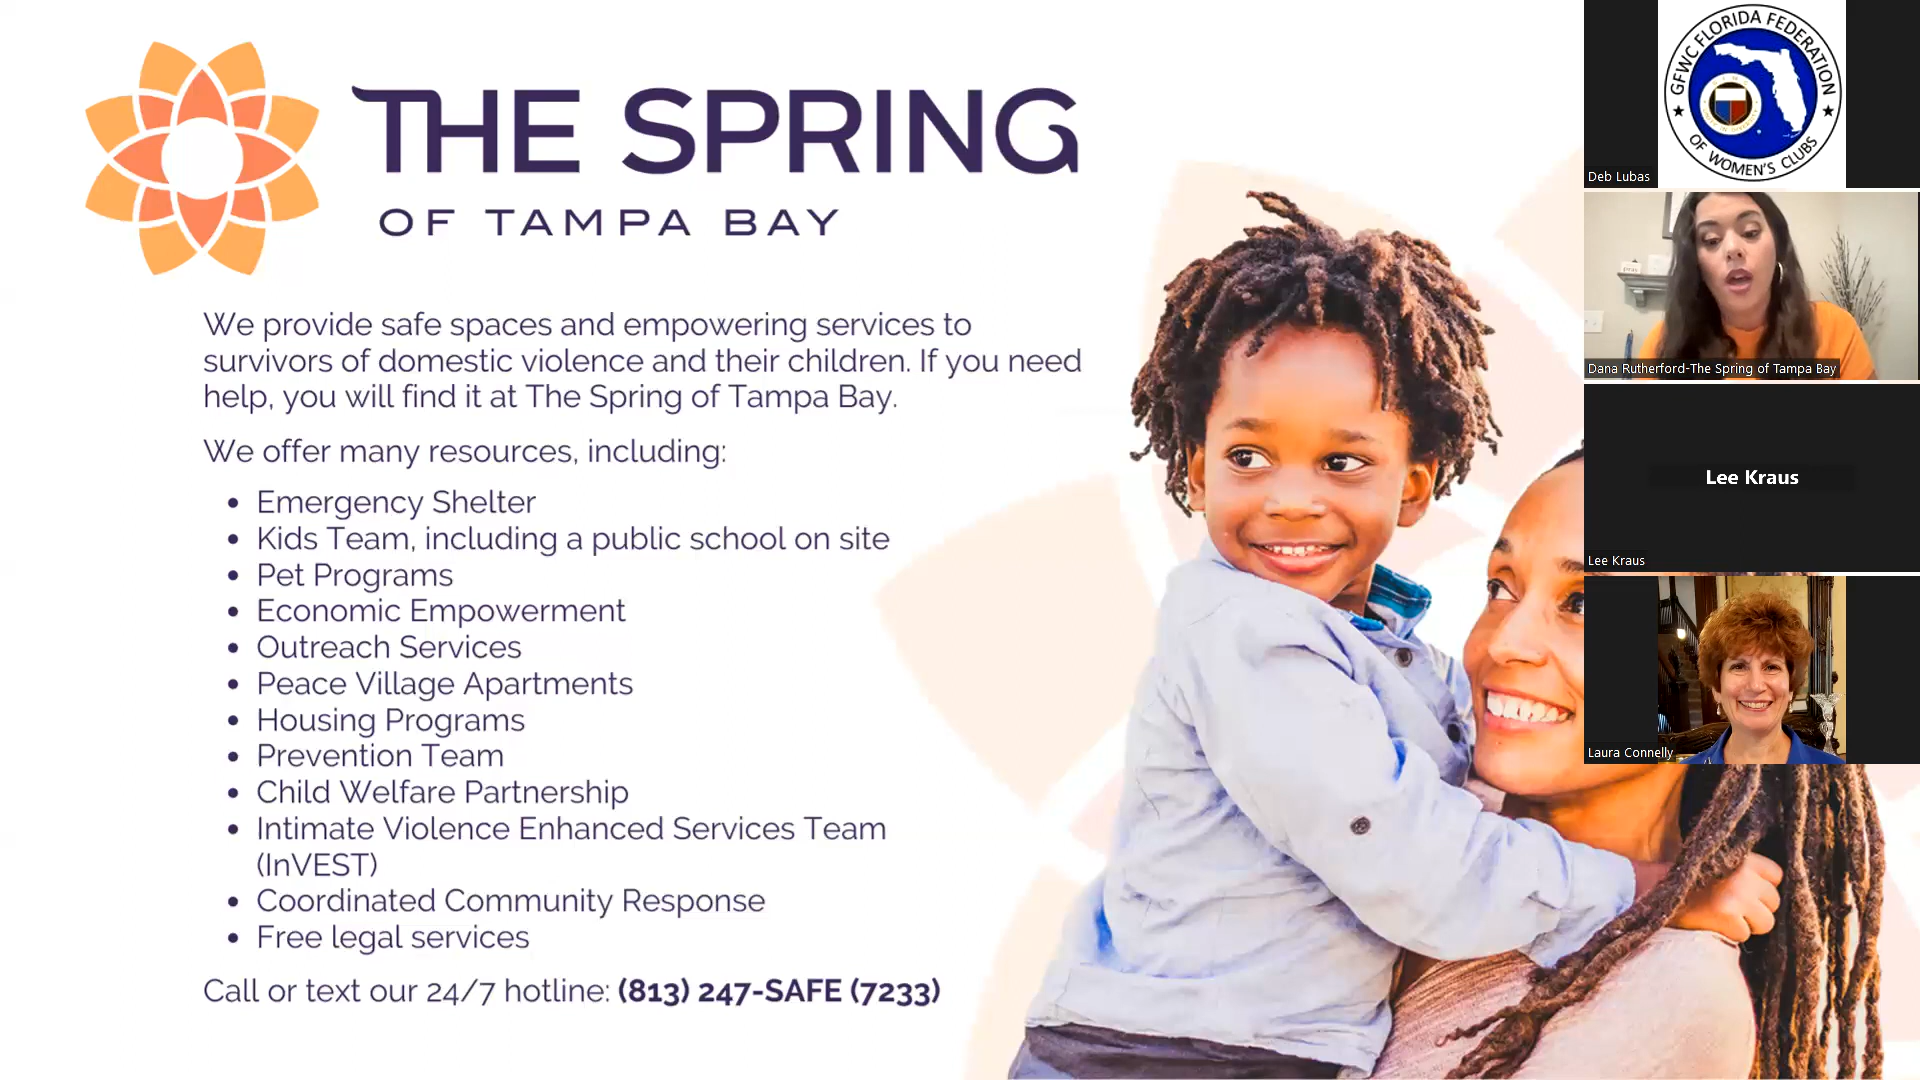 THE SPRING
OF TAMPA BAY
We provide safe spaces and empowering services to
survivors of domestic violence and their children. If you need
help, you will find it at The Spring of Tampa Bay.
We offer many resources, including:
• Emergency Shelter
• Kids Team, including a public school on site
• Pet Programs
• Economic Empowerment
• Outreach Services
• Peace Village Apartments
• Housing Programs
• Prevention Team
• Child Welfare Partnership
• Intimate Violence Enhanced Services Team
(InVEST)
• Coordinated Community Response
• Free legal services
Call or text our 24/7 hotline: (813) 247-SAFE (7233)
GFWC FLORIDA FEDERATION
OF WOMEN'S CLUBS
Deb Lubas
Dana Rutherford-The Spring of Tampa Bay
Lee Kraus
Lee Kraus
Laura Connelly